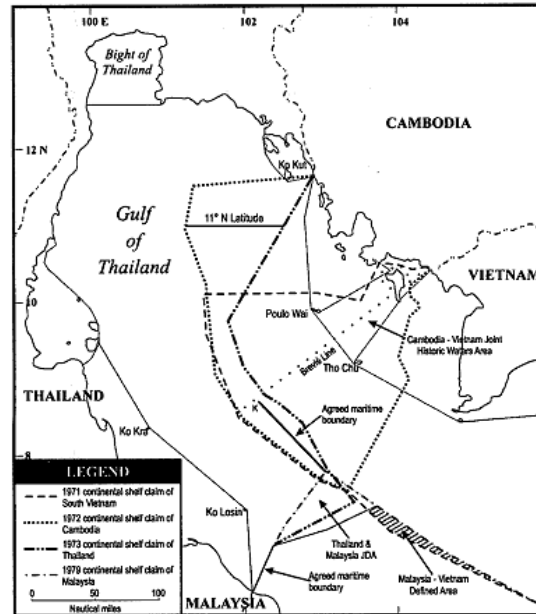 100 E
102
104
Bight of
Thailand
CAMBODIA
12 N
Ko Kut
Gulf
of
Thailand
11° N Latitude
VIETNAM
10
Poulo Wai
Cambodia - Vietnam Joint
Historic Waters Area
Brevié Line
Tho Chu
THAILAND
K
Agreed maritime
boundary
Ko Kra
8
LEGEND
1971 continental shelf claim of
South Vietnam
1972 continental shelf claim of
Cambodia
1973 continental shelf claim of
Thailand
1979 continental shelf claim of
Malaysia
0 50 100
Nautical miles
Ko Losin
Thailand &
Malaysia JDA
Malaysia - Vietnam
Defined Area
Agreed maritime
boundary
MALAYSIA